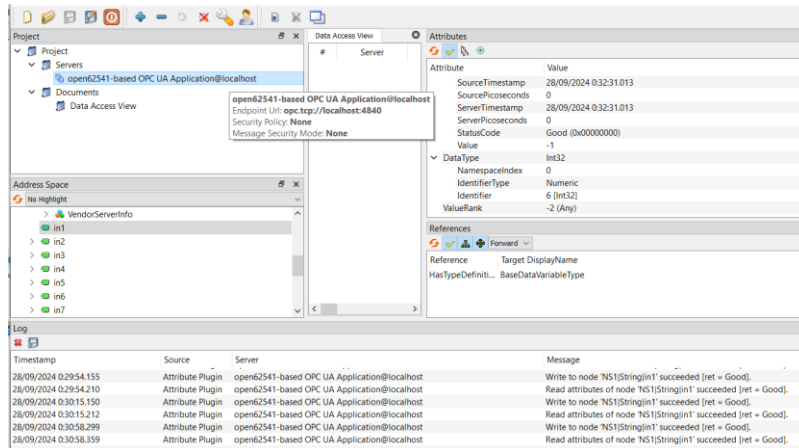 Project
Project
Servers
open62541-based OPC UA Application@localhost
Documents
Data Access View
open62541-based OPC UA Application@localhost
Endpoint Url: opc.tcp://localhost:4840
Security Policy: None
Message Security Mode: None
Data Access View
# Server
Address Space
No Highlight
VendorServerInfo
in1
in2
in3
in4
in5
in6
in7
Attributes
Attribute Value
SourceTimestamp 28/09/2024 0:32:31.013
SourcePicoseconds 0
ServerTimestamp 28/09/2024 0:32:31.013
ServerPicoseconds 0
StatusCode Good (0x00000000)
Value -1
DataType Int32
NamespaceIndex 0
IdentifierType Numeric
Identifier 6 [Int32]
ValueRank -2 (Any)
References
Forward
Reference Target DisplayName
HasTypeDefiniti... BaseDataVariableType
Log
Timestamp Source Server Message
28/09/2024 0:29:54.155 Attribute Plugin open62541-based OPC UA Application@localhost Write to node 'NS1|String|in1' succeeded [ret = Good].
28/09/2024 0:29:54.210 Attribute Plugin open62541-based OPC UA Application@localhost Read attributes of node 'NS1|String|in1' succeeded [ret = Good].
28/09/2024 0:30:15.150 Attribute Plugin open62541-based OPC UA Application@localhost Write to node 'NS1|String|in1' succeeded [ret = Good].
28/09/2024 0:30:15.212 Attribute Plugin open62541-based OPC UA Application@localhost Read attributes of node 'NS1|String|in1' succeeded [ret = Good].
28/09/2024 0:30:58.299 Attribute Plugin open62541-based OPC UA Application@localhost Write to node 'NS1|String|in1' succeeded [ret = Good].
28/09/2024 0:30:58.359 Attribute Plugin open62541-based OPC UA Application@localhost Read attributes of node 'NS1|String|in1' succeeded [ret = Good].